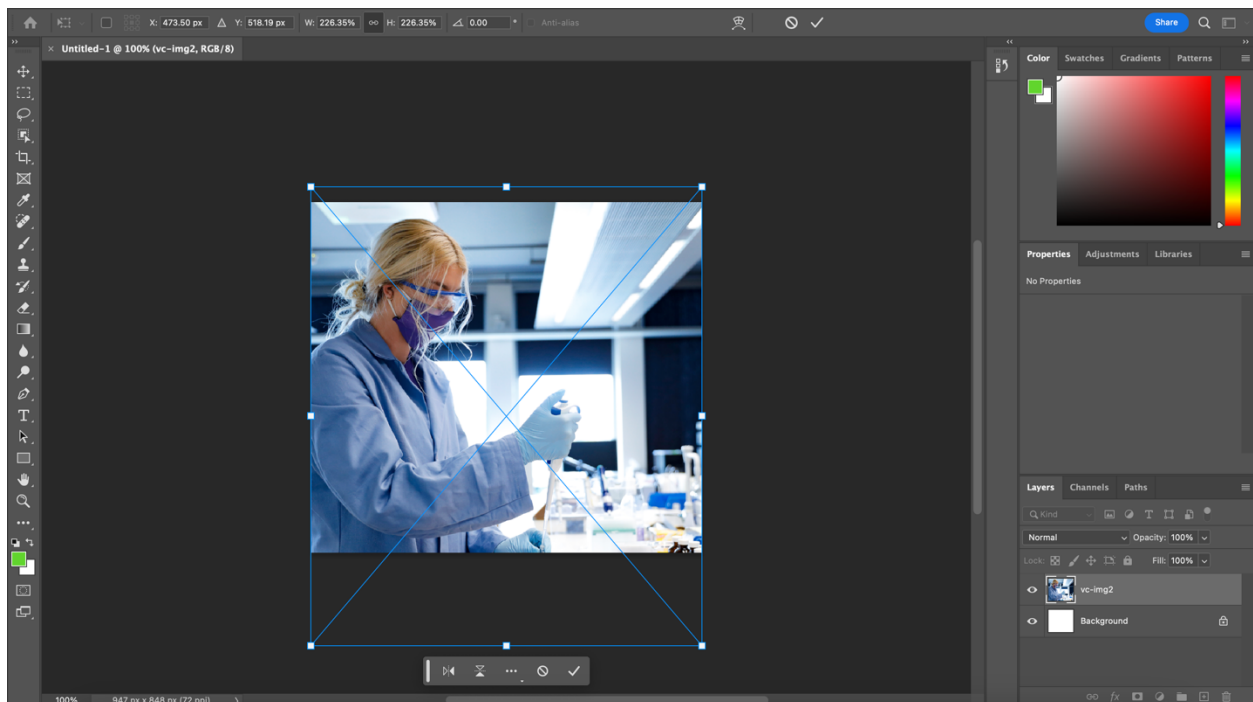 X: 473.50 px Y: 518.19 px W: 226.35% H: 226.35% 0.00 ° Anti-alias
Share
× Untitled-1 @ 100% (vc-img2, RGB/8)
Color Swatches Gradients Patterns
Properties Adjustments Libraries
No Properties
Layers Channels Paths
Kind
Normal Opacity: 100%
Lock: Fill: 100%
vc-img2
Background
fx
100% 947 px x 848 px (72 ppi)